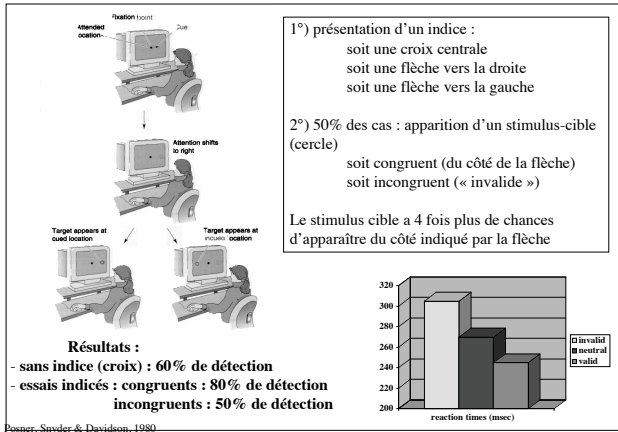 Fixation point
Cue
Attended
location
Attention shifts
to right
Target appears at
cued location
Target appears at
location
1°) présentation d'un indice :
soit une croix centrale
soit une flèche vers la droite
soit une flèche vers la gauche
2°) 50% des cas : apparition d'un stimulus-cible
(cercle)
soit congruent (du côté de la flèche)
soit incongruent (« invalide »)
Le stimulus cible a 4 fois plus de chances
d'apparaître du côté indiqué par la flèche
Résultats :
- sans indice (croix) : 60% de détection
- essais indicés : congruents : 80% de détection
incongruents : 50% de détection
320
300
280
260
240
220
200
reaction times (msec)
invalid
neutral
valid
Posner, Snyder & Davidson, 1980